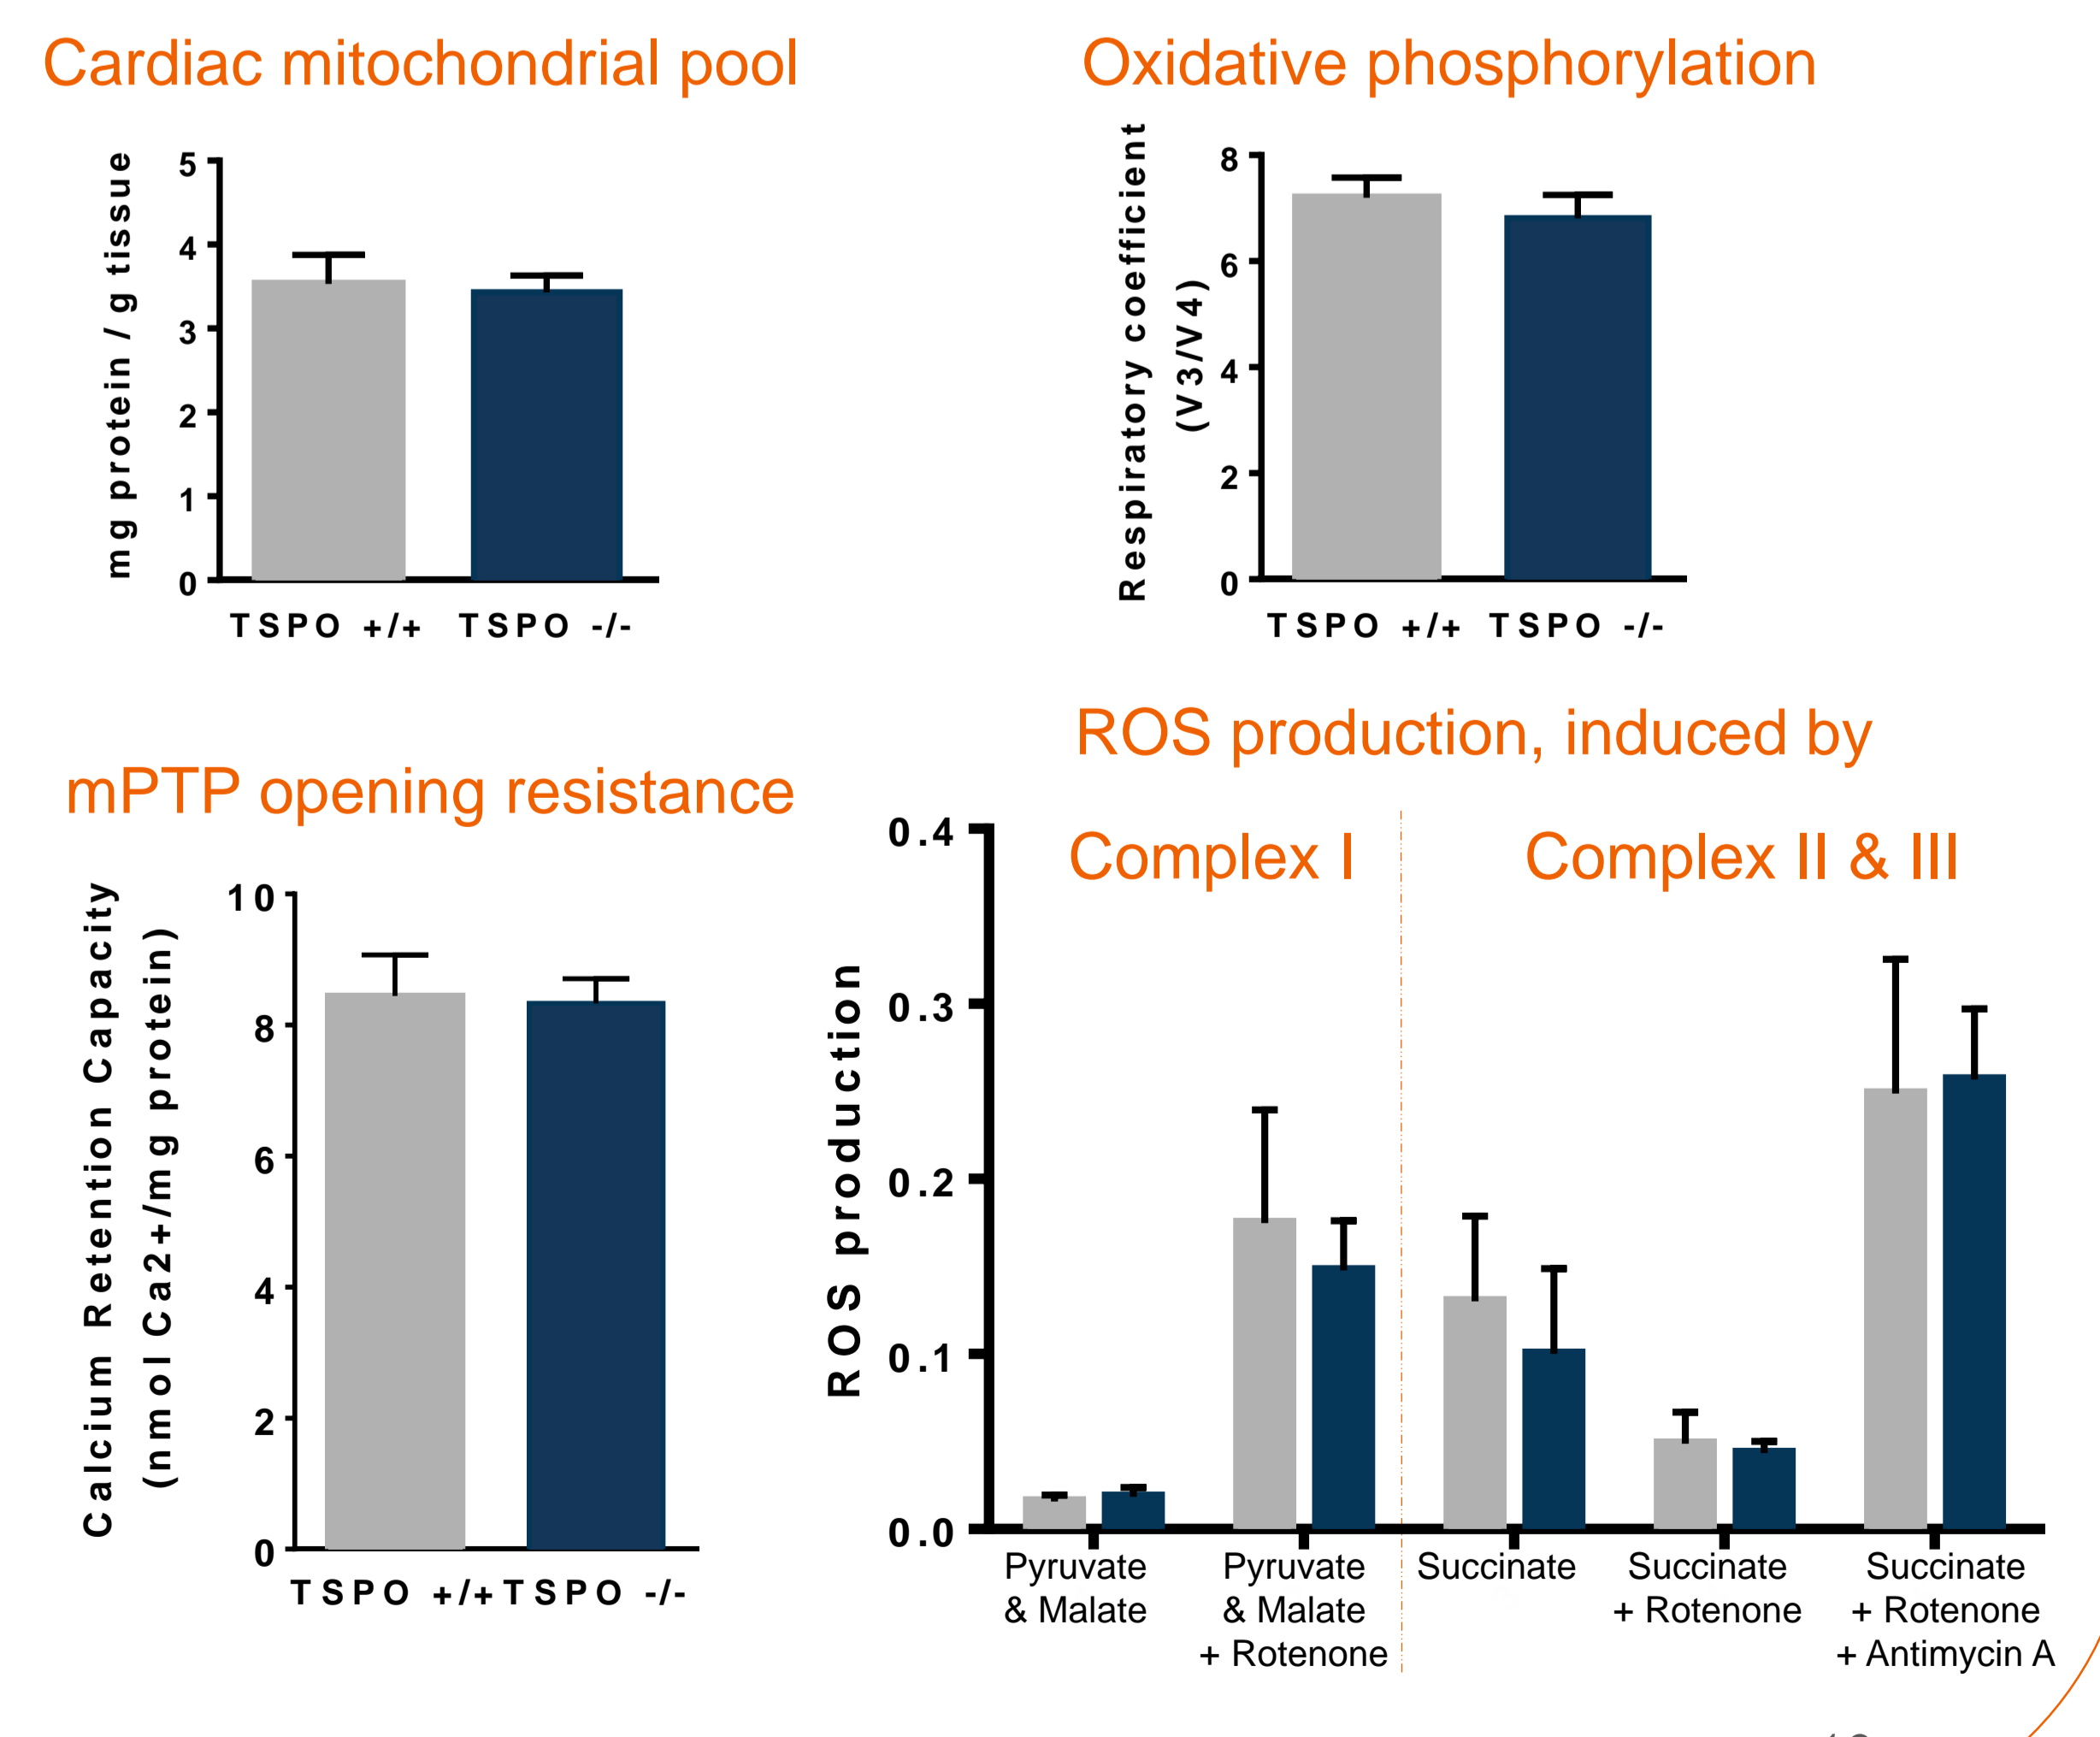 Cardiac mitochondrial pool
mg protein / g tissue
5
4
3
2
1
0
TSPO +/+ TSPO -/-
Oxidative phosphorylation
Respiratory coefficient
(V3/V4)
8
6
4
2
0
TSPO +/+ TSPO -/-
mPTP opening resistance
Calcium Retention Capacity
(nmol Ca2+/mg protein)
10
8
6
4
2
0
TSPO +/+ TSPO -/-
ROS production, induced by
Complex I
Complex II & III
ROS production
0.4
0.3
0.2
0.1
0.0
Pyruvate
& Malate
Pyruvate
& Malate
+ Rotenone
Succinate
Succinate
+ Rotenone
Succinate
+ Rotenone
+ Antimycin A